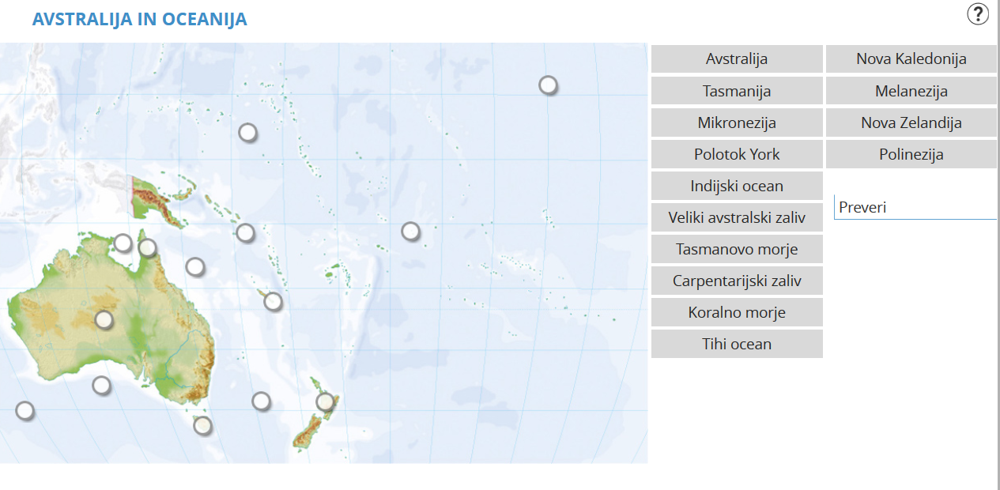 AVSTRALIJA IN OCEANIJA
?
Avstralija
Nova Kaledonija
Tasmanija
Melanezija
Mikronezija
Nova Zelandija
Polotok York
Polinezija
Indijski ocean
Veliki avstralski zaliv
Preveri
Tasmanovo morje
Carpentarijski zaliv
Koralno morje
Tihi ocean